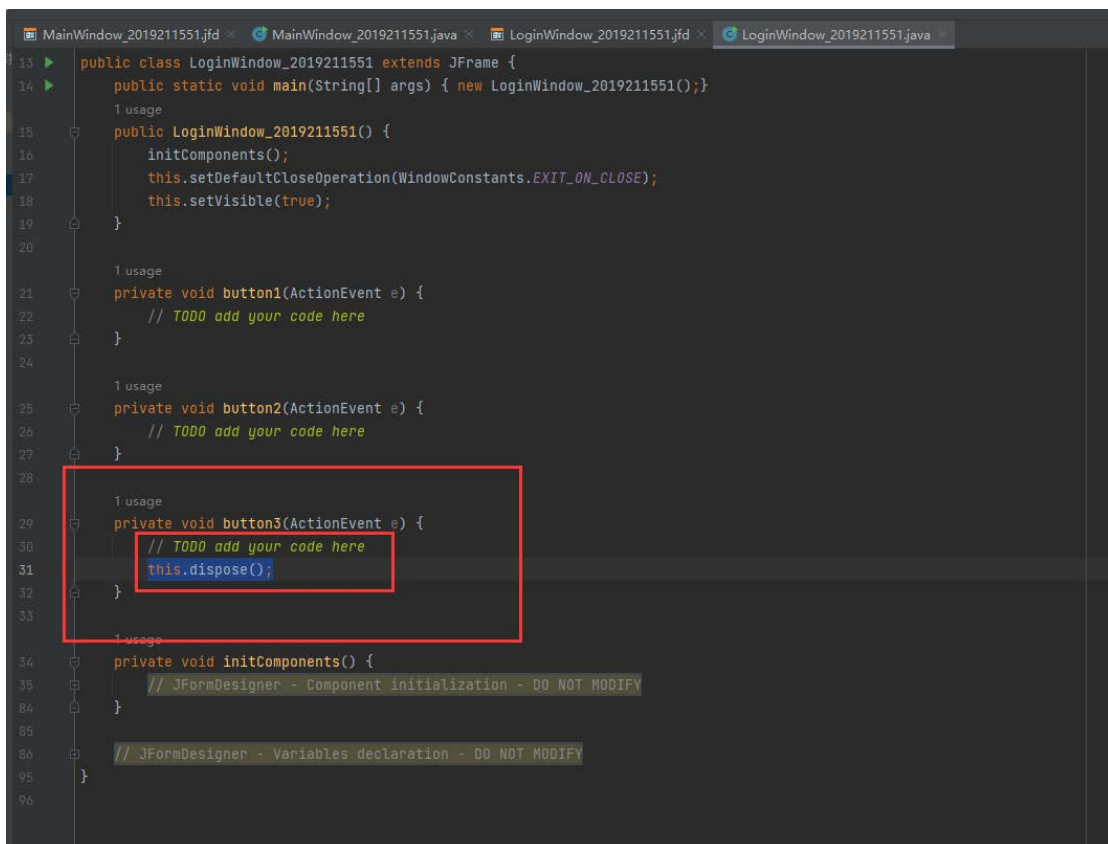 MainWindow_2019211551.jfd × MainWindow_2019211551.java × LoginWindow_2019211551.jfd × LoginWindow_2019211551.java ×
13 public class LoginWindow_2019211551 extends JFrame {
14 public static void main(String[] args) { new LoginWindow_2019211551();}
1 usage
15 public LoginWindow_2019211551() {
16 initComponents();
17 this.setDefaultCloseOperation(WindowConstants.EXIT_ON_CLOSE);
18 this.setVisible(true);
19 }
20
1 usage
21 private void button1(ActionEvent e) {
22 // TODO add your code here
23 }
24
1 usage
25 private void button2(ActionEvent e) {
26 // TODO add your code here
27 }
28
1 usage
29 private void button3(ActionEvent e) {
30 // TODO add your code here
31 this.dispose();
32 }
33
1 usage
34 private void initComponents() {
35 // JFormDesigner - Component initialization - DO NOT MODIFY
84 }
85
86 // JFormDesigner - Variables declaration - DO NOT MODIFY
95 }
96